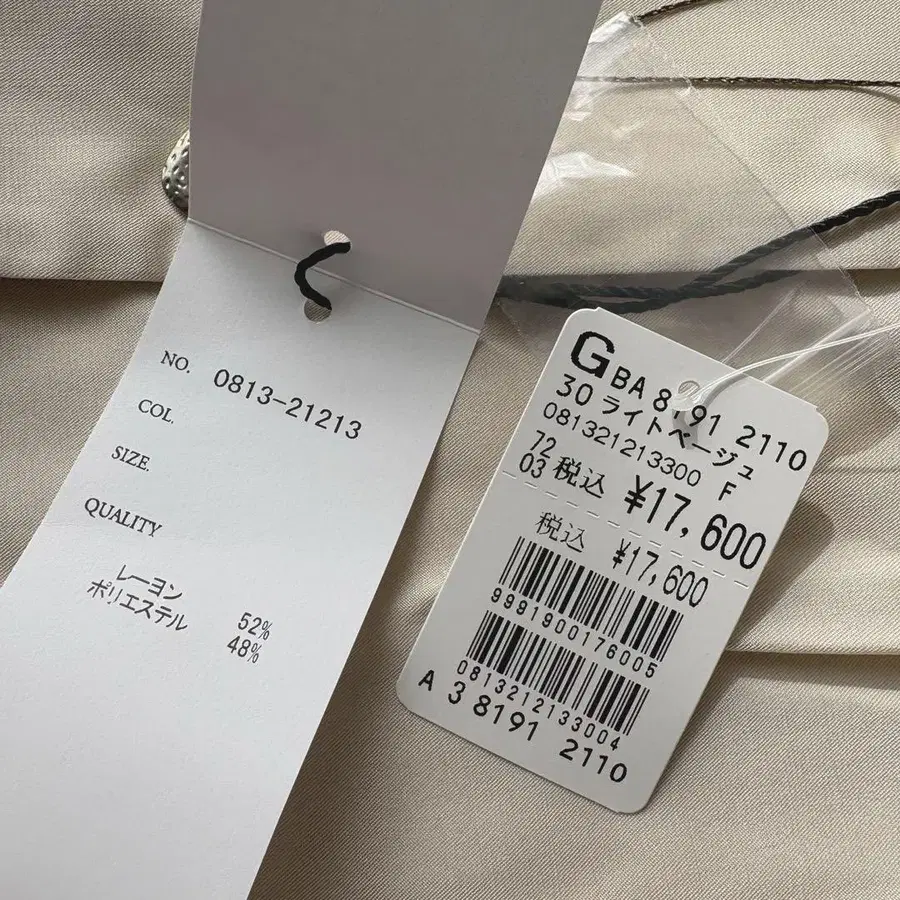 NO. 0813-21213
COL.
SIZE.
QUALITY
レーヨン 52%
ポリエステル 48%
G BA 8191 2110
30 ライトベージュ
081321213300 F
72
03 税込 ¥17,600
税込 ¥17,600
9981900176005
0813212133004
A 3 8191 2110